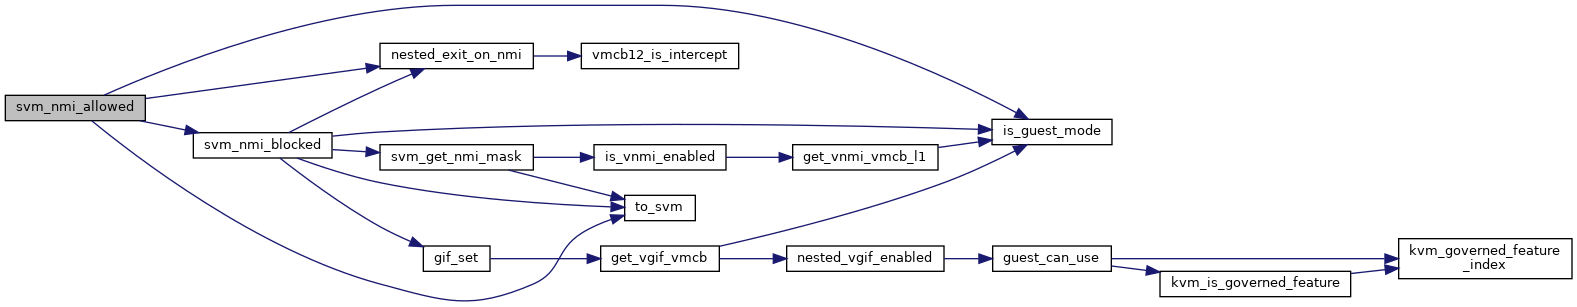 nested_exit_on_nmi
vmcb12_is_intercept
svm_nmi_allowed
is_guest_mode
svm_nmi_blocked
svm_get_nmi_mask
is_vnmi_enabled
get_vnmi_vmcb_l1
to_svm
gif_set
get_vgif_vmcb
nested_vgif_enabled
guest_can_use
kvm_governed_feature
_index
kvm_is_governed_feature